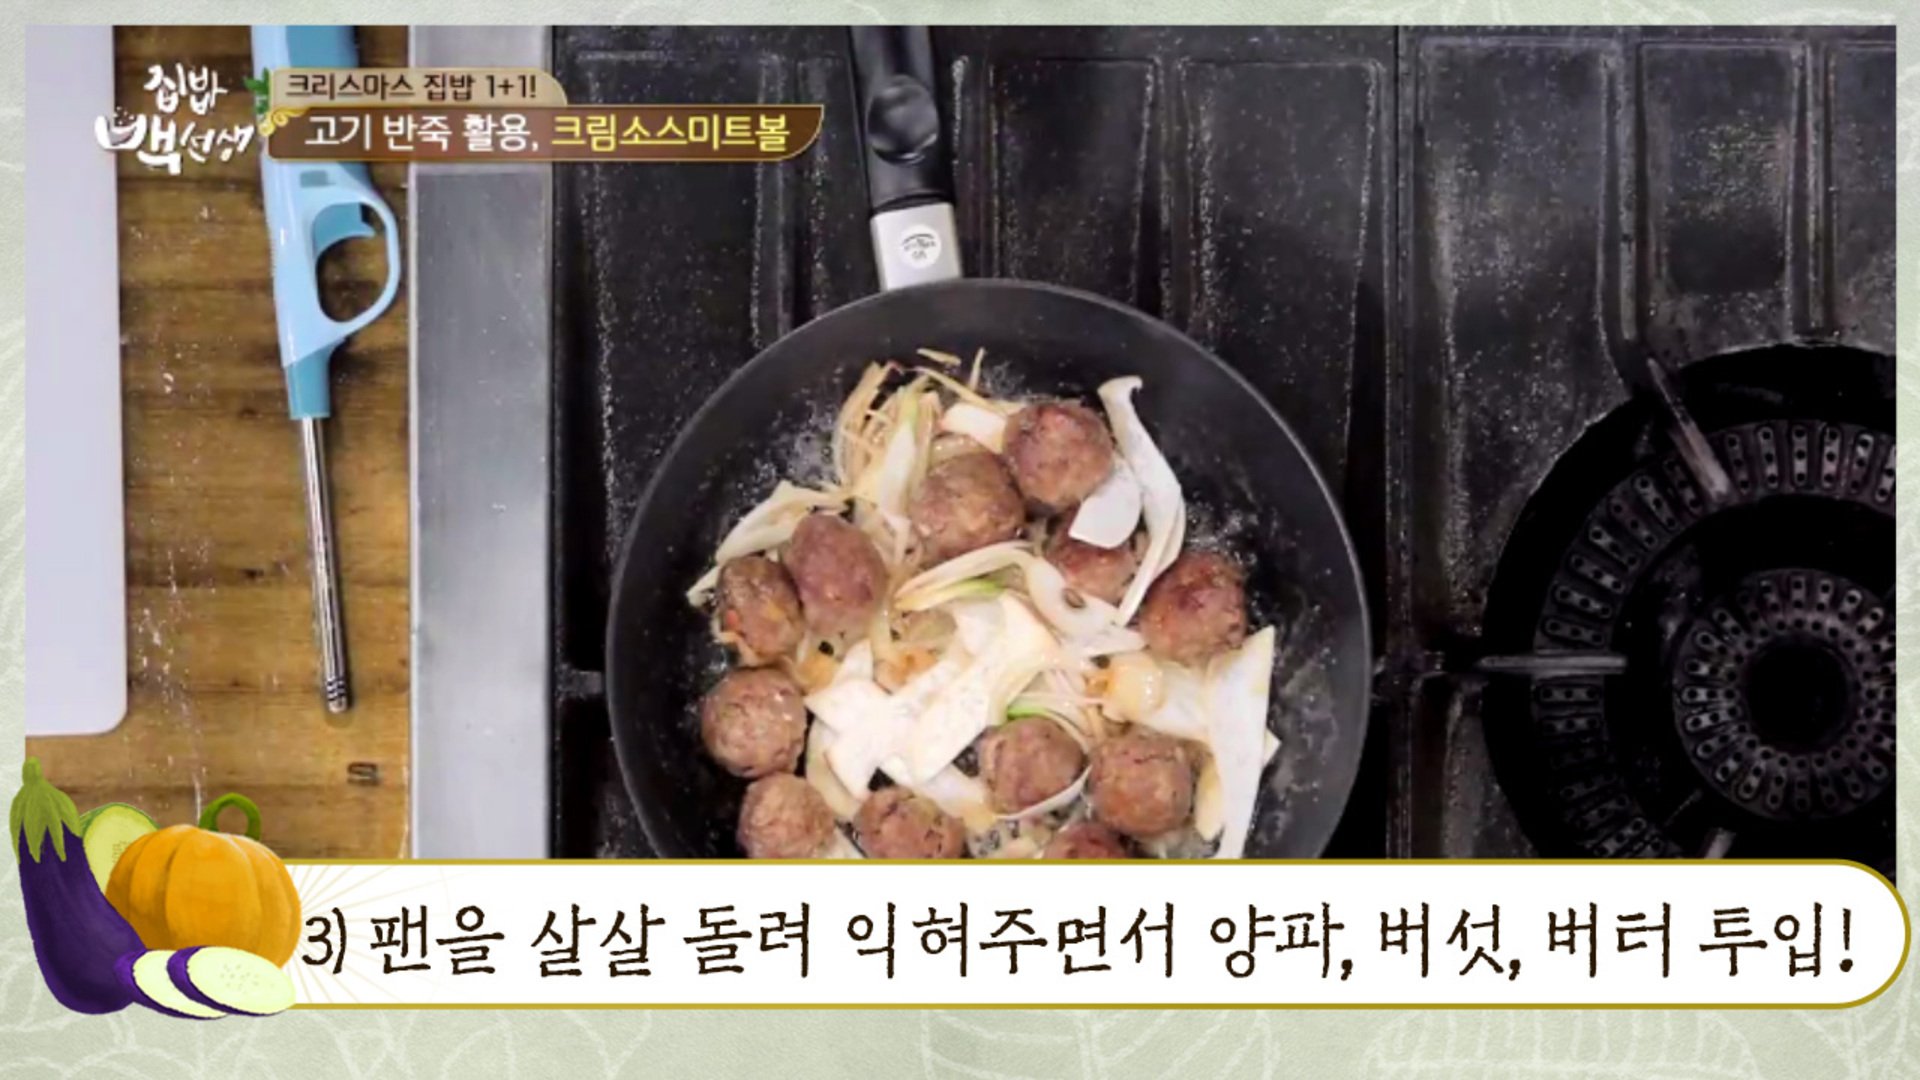 집밥
백선생
크리스마스 집밥 1+1!
고기 반죽 활용, 크림소스미트볼
3) 팬을 살살 돌려 익혀주면서 양파, 버섯, 버터 투입!